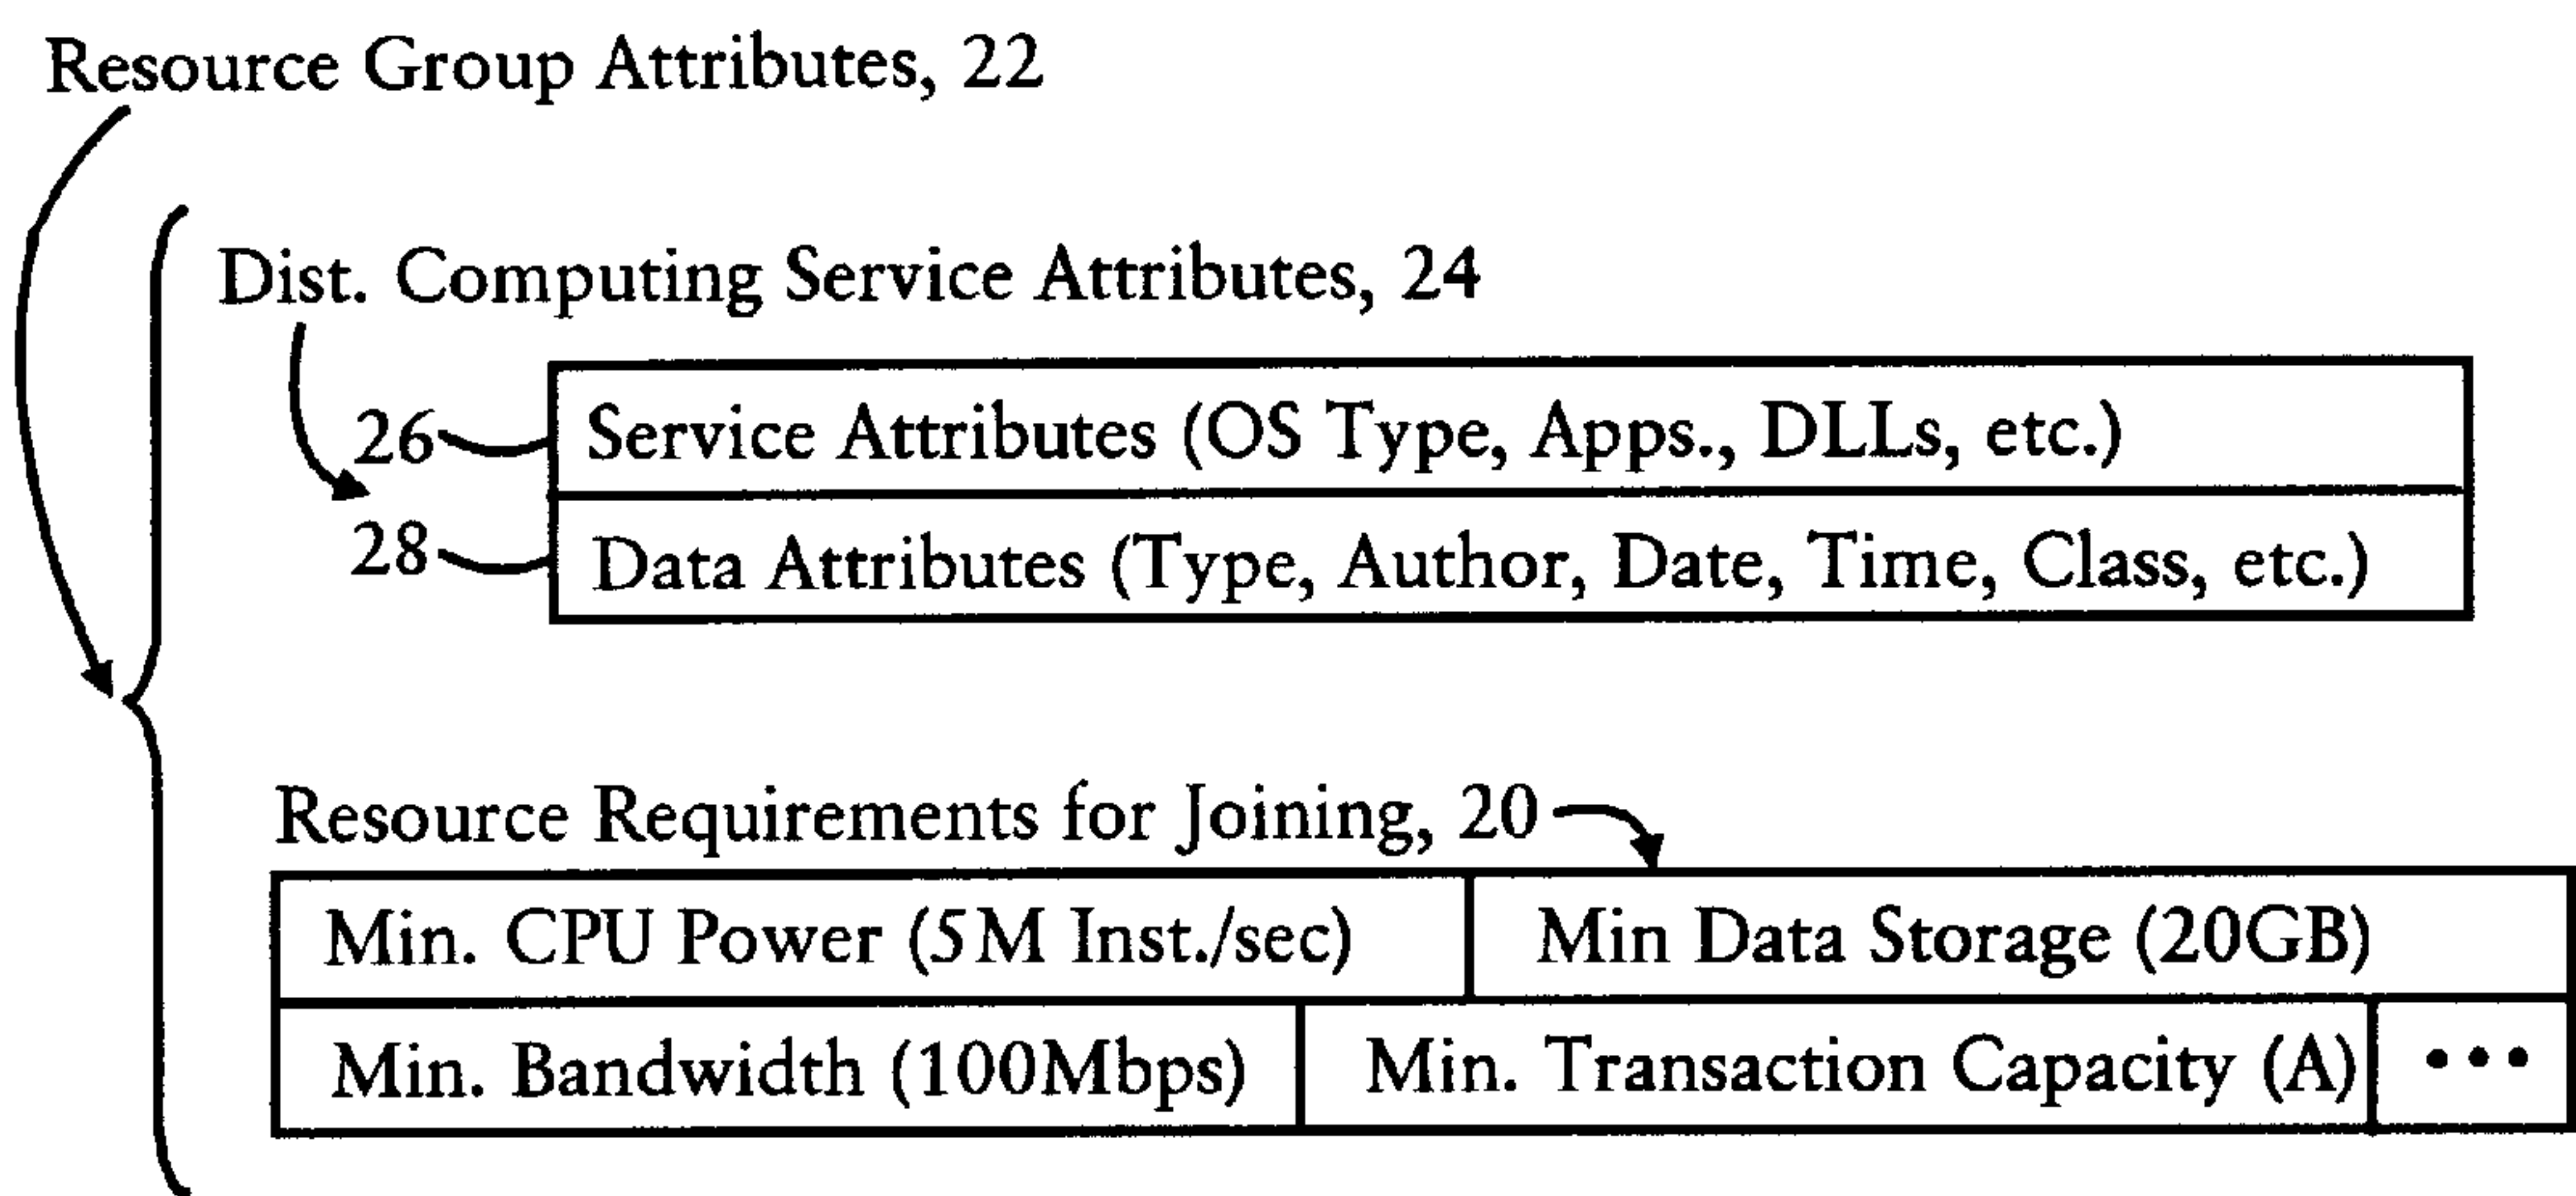 Resource Group Attributes, 22
Dist. Computing Service Attributes, 24
26 Service Attributes (OS Type, Apps., DLLs, etc.)
28 Data Attributes (Type, Author, Date, Time, Class, etc.)
Resource Requirements for Joining, 20
Min. CPU Power (5M Inst./sec) Min Data Storage (20GB)
Min. Bandwidth (100Mbps) Min. Transaction Capacity (A) •••